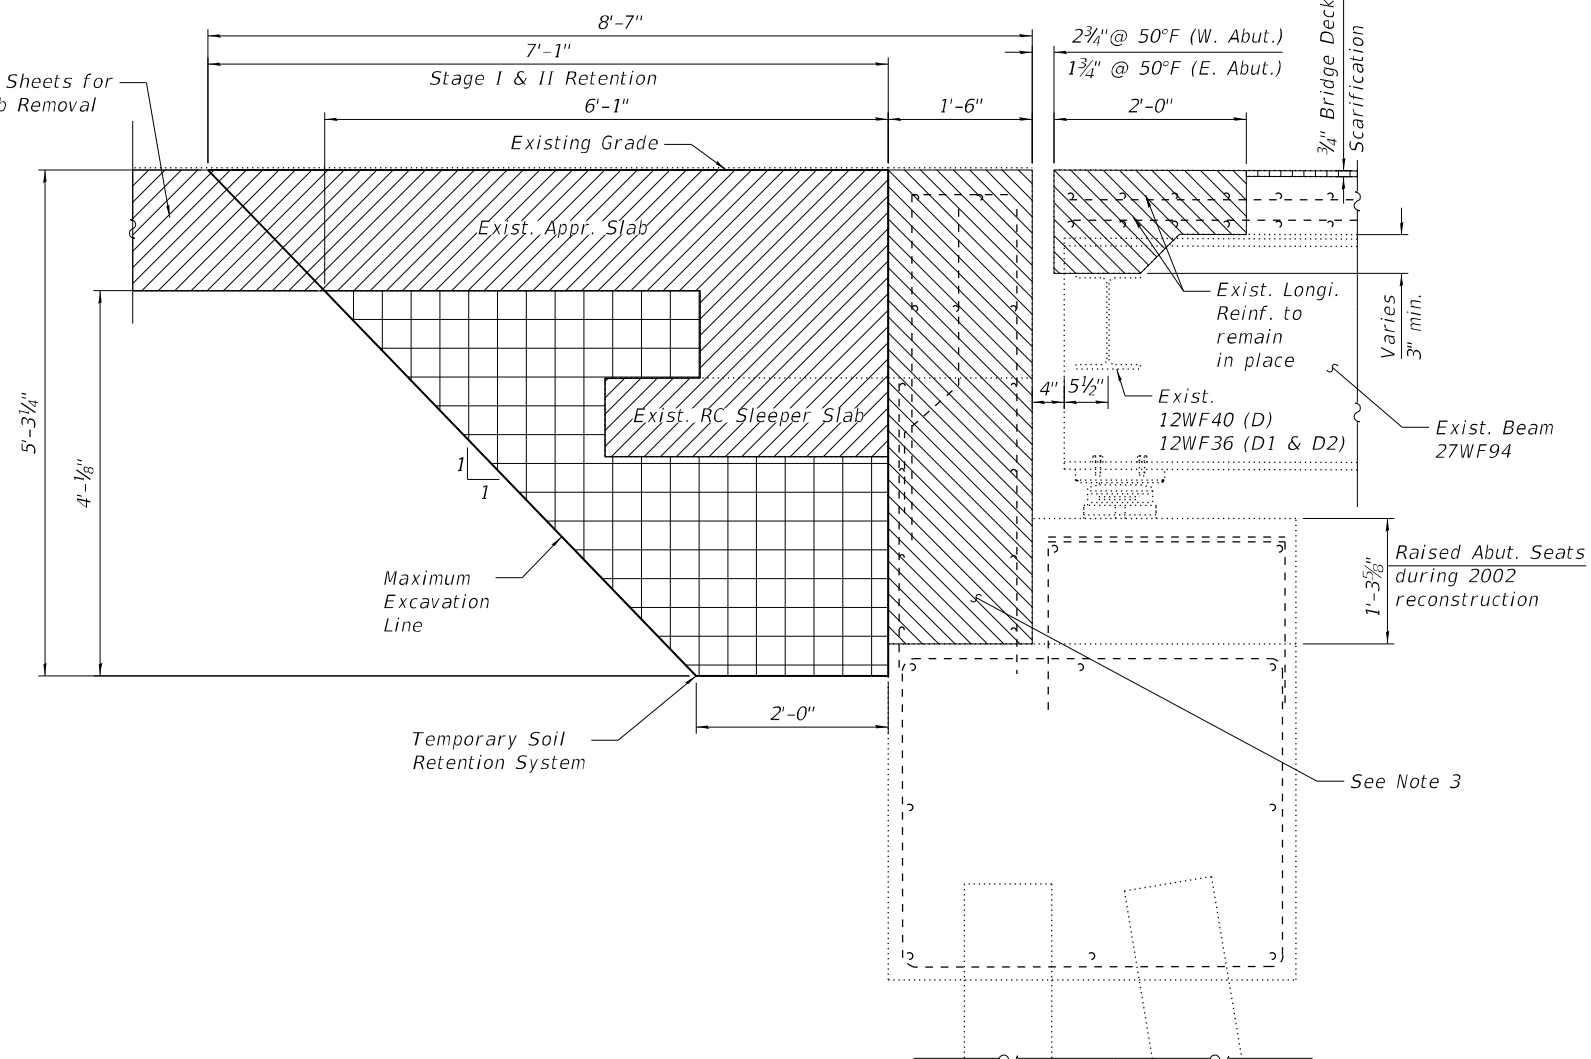 8'-7"
7'-1"
Stage I & II Retention
6'-1"
1'-6"
2¾" @ 50°F (W. Abut.)
1¾" @ 50°F (E. Abut.)
2'-0"
¾" Bridge Deck
Scarification
Sheets for
Removal
Existing Grade
Exist. Appr. Slab
Exist. RC Sleeper Slab
5'-3¼"
4'-⅛"
1
1
Maximum
Excavation
Line
2'-0"
Temporary Soil
Retention System
Exist. Longi.
Reinf. to
remain
in place
Varies
3" min.
4"
5½"
Exist.
12WF40 (D)
12WF36 (D1 & D2)
Exist. Beam
27WF94
1'-3⅝"
Raised Abut. Seats
during 2002
reconstruction
See Note 3